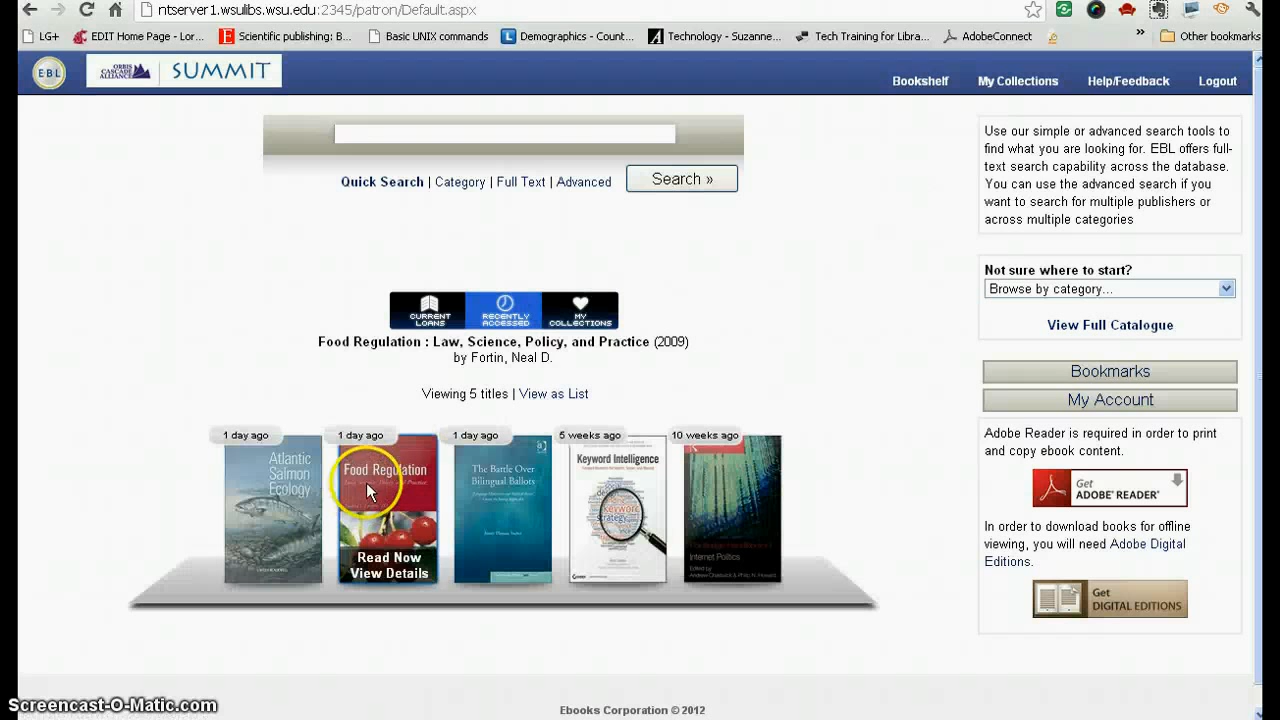 ntserver1.wsulibs.wsu.edu:2345/patron/Default.aspx
LG+ EDIT Home Page - Lor... Scientific publishing: B... Basic UNIX commands Demographics - Count... Technology - Suzanne... Tech Training for Libra... AdobeConnect » Other bookmarks
EBL ORBIS CASCADE ALLIANCE SUMMIT
Bookshelf My Collections Help/Feedback Logout
Quick Search | Category | Full Text | Advanced Search »
Use our simple or advanced search tools to
find what you are looking for. EBL offers full-
text search capability across the database.
You can use the advanced search if you
want to search for multiple publishers or
across multiple categories
Not sure where to start?
Browse by category...
View Full Catalogue
CURRENT LOANS RECENTLY ACCESSED MY COLLECTIONS
Food Regulation : Law, Science, Policy, and Practice (2009)
by Fortin, Neal D.
Viewing 5 titles | View as List
Bookmarks
My Account
1 day ago 1 day ago 1 day ago 5 weeks ago 10 weeks ago
Atlantic
Salmon
Ecology
Food Regulation
Read Now
View Details
The Battle Over
Bilingual Ballots
Keyword Intelligence
keyword
strategy
Internet Politics
Edited by
Adobe Reader is required in order to print
and copy ebook content.
Get
ADOBE® READER®
In order to download books for offline
viewing, you will need Adobe Digital
Editions.
Get
DIGITAL EDITIONS
Screencast-O-Matic.com
Ebooks Corporation © 2012